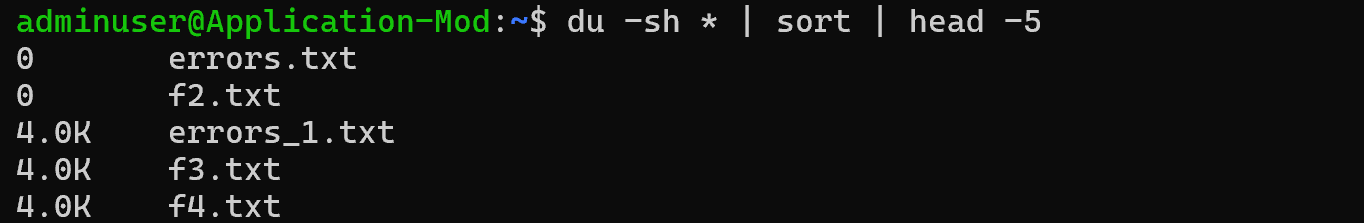 adminuser@Application-Mod:~$ du -sh * | sort | head -5
0       errors.txt
0       f2.txt
4.0K    errors_1.txt
4.0K    f3.txt
4.0K    f4.txt